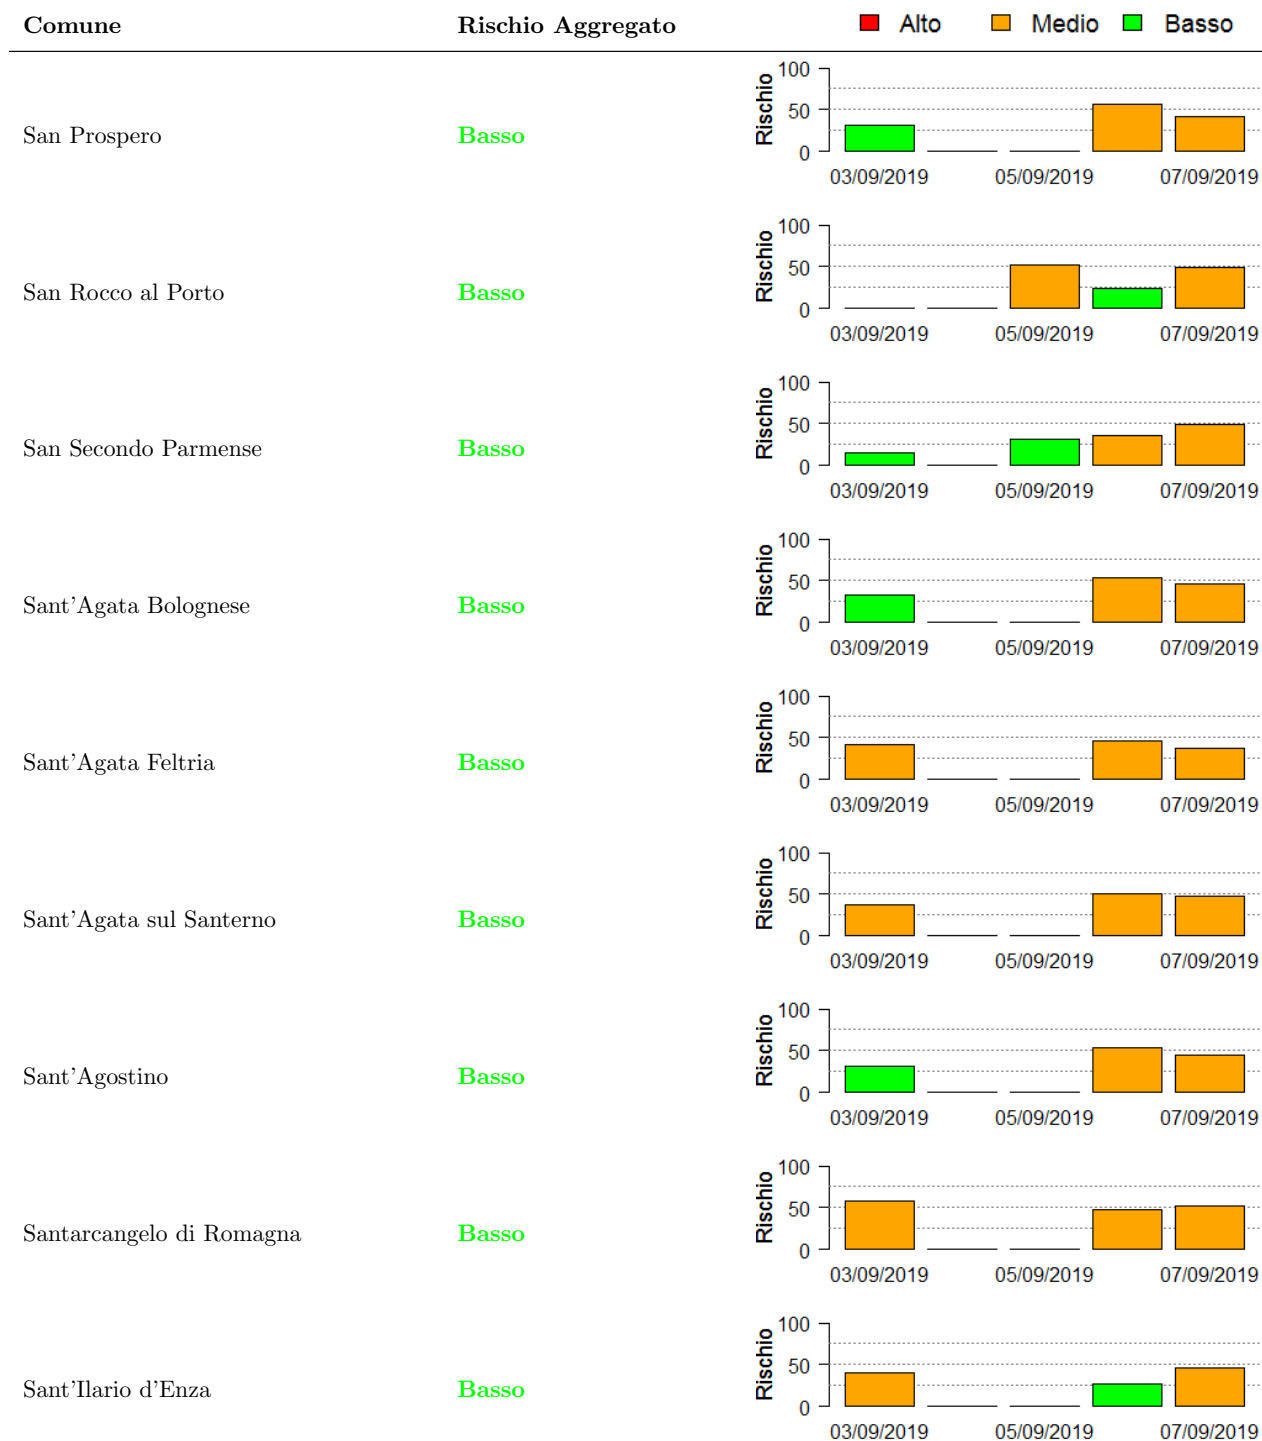 Comune Rischio Aggregato Alto Medio Basso
100
50
0
Rischio
San Prospero Basso
03/09/2019 05/09/2019 07/09/2019
100
50
0
Rischio
San Rocco al Porto Basso
03/09/2019 05/09/2019 07/09/2019
100
50
0
Rischio
San Secondo Parmense Basso
03/09/2019 05/09/2019 07/09/2019
100
50
0
Rischio
Sant'Agata Bolognese Basso
03/09/2019 05/09/2019 07/09/2019
100
50
0
Rischio
Sant'Agata Feltria Basso
03/09/2019 05/09/2019 07/09/2019
100
50
0
Rischio
Sant'Agata sul Santerno Basso
03/09/2019 05/09/2019 07/09/2019
100
50
0
Rischio
Sant'Agostino Basso
03/09/2019 05/09/2019 07/09/2019
100
50
0
Rischio
Santarcangelo di Romagna Basso
03/09/2019 05/09/2019 07/09/2019
100
50
0
Rischio
Sant'Ilario d'Enza Basso
03/09/2019 05/09/2019 07/09/2019